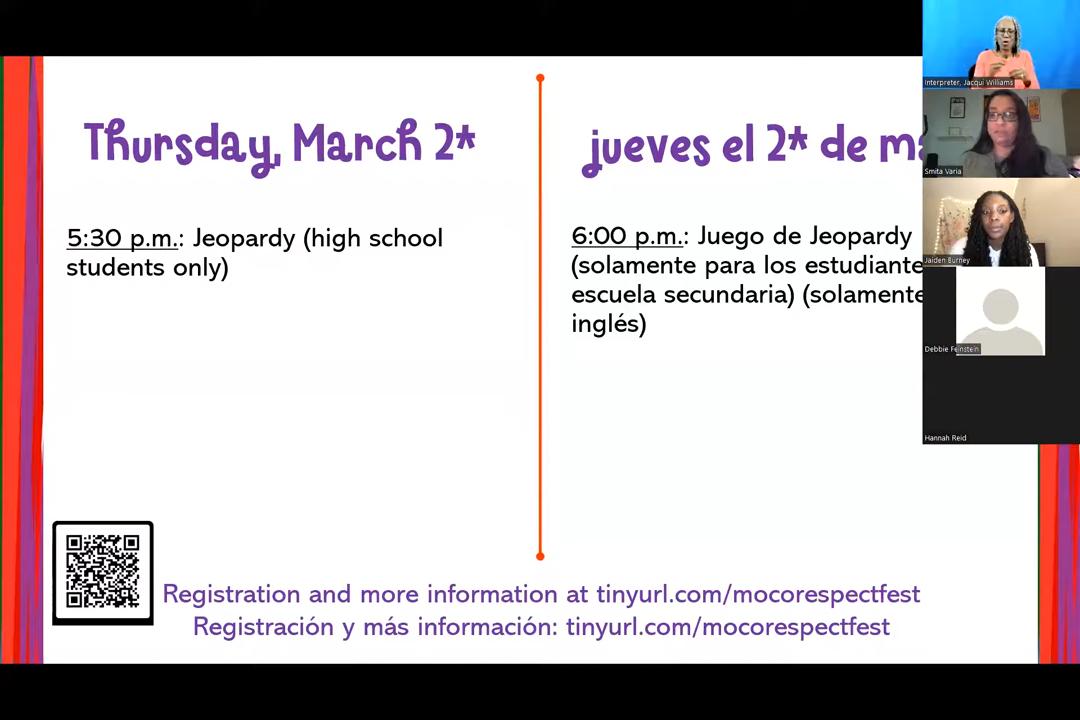 Thursday, March 2*
5:30 p.m.: Jeopardy (high school
students only)
jueves el 2* de
6:00 p.m.: Juego de Jeopardy
(solamente para los estudiante
escuela secundaria) (solamente
inglés)
Registration and more information at tinyurl.com/mocorespectfest
Registración y más información: tinyurl.com/mocorespectfest
Interpreter, Jacqui Williams
Smita Varia
Jaiden Burney
Debbie Feinstein
Hannah Reid